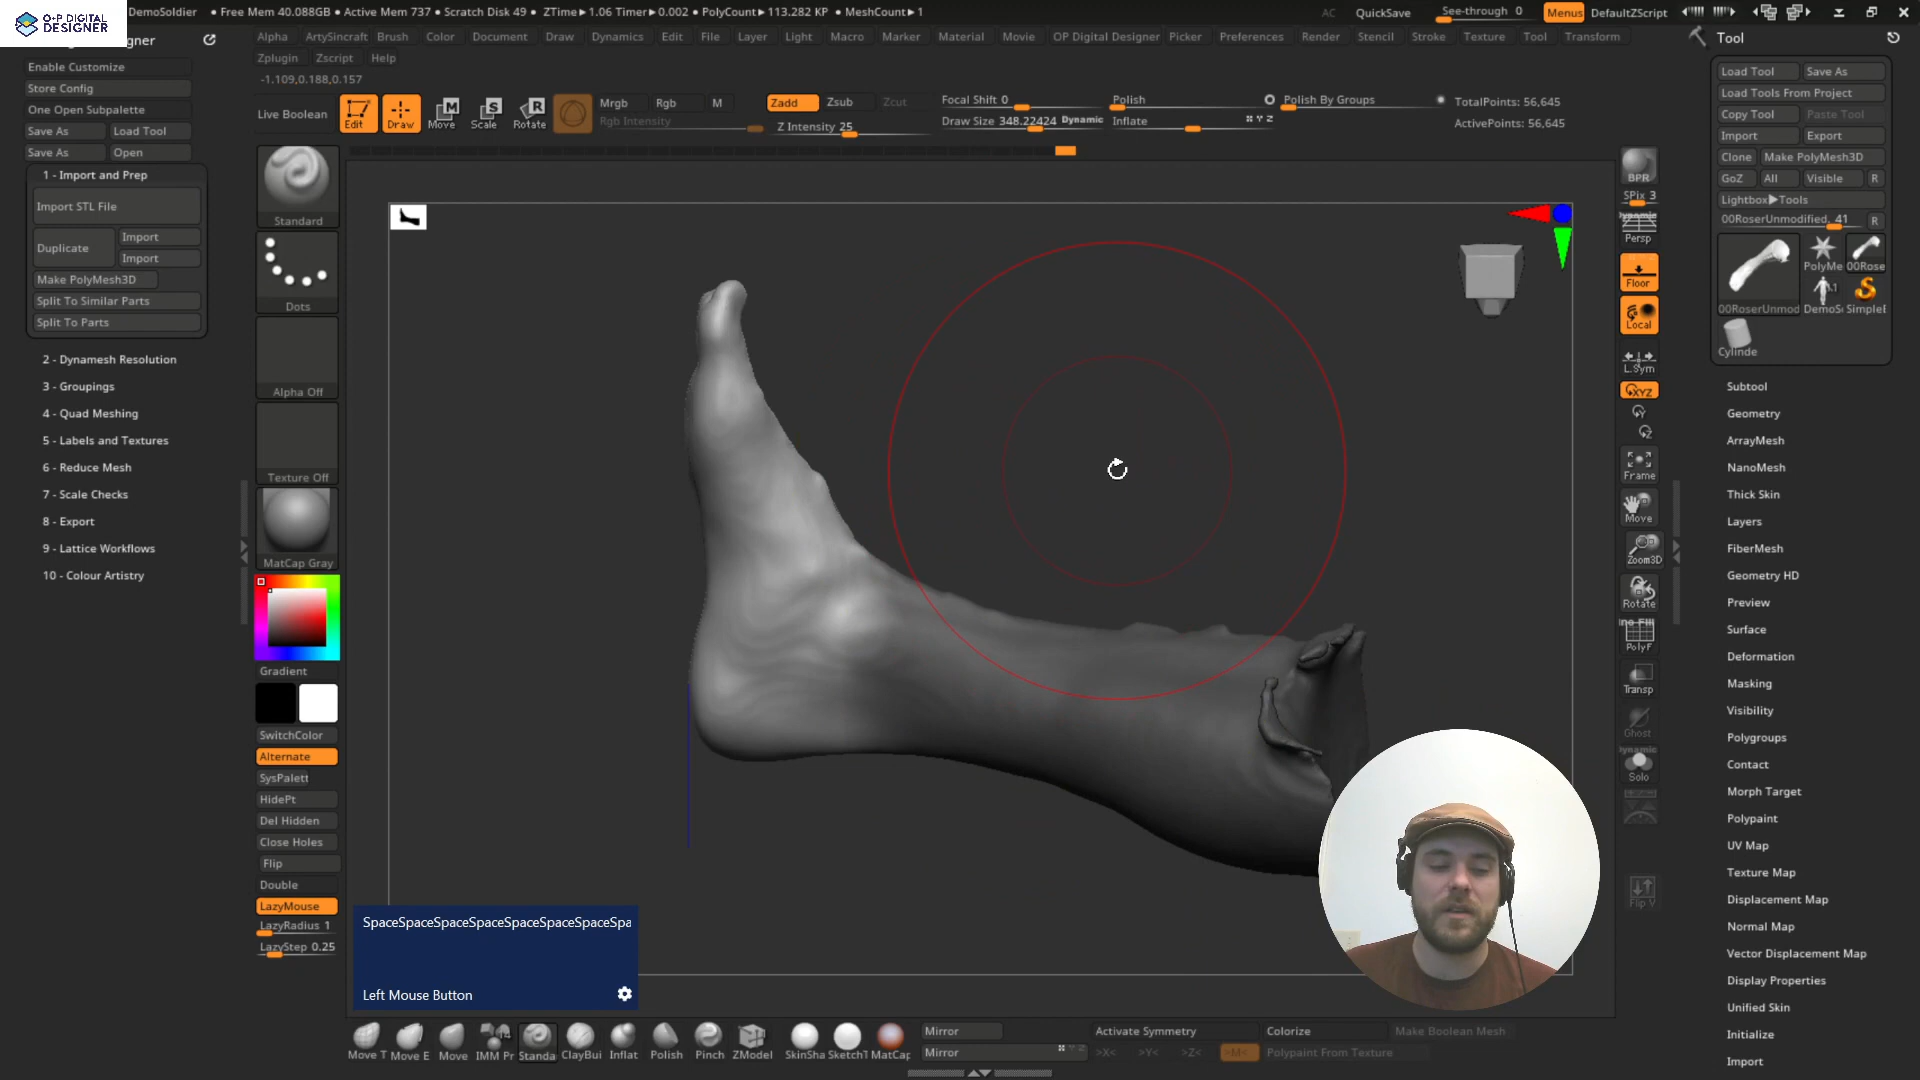 O+P DIGITAL
DESIGNER
DemoSoldier
• Free Mem 40.088GB • Active Mem 737 • Scratch Disk 49 • ZTime▶1.06 Timer▶0.002 • PolyCount▶113.282 KP • MeshCount▶1
AC
QuickSave
See-through 0
Menus
DefaultZScript
Alpha
ArtySincraft
Brush
Color
Document
Draw
Dynamics
Edit
File
Layer
Light
Macro
Marker
Material
Movie
OP Digital Designer
Picker
Preferences
Render
Stencil
Stroke
Texture
Tool
Transform
Zplugin
Zscript
Help
-1.109,0.188,0.157
Enable Customize
Store Config
One Open Subpalette
Save As
Load Tool
Save As
Open
1 - Import and Prep
Import STL File
Duplicate
Import
Import
Make PolyMesh3D
Split To Similar Parts
Split To Parts
2 - Dynamesh Resolution
3 - Groupings
4 - Quad Meshing
5 - Labels and Textures
6 - Reduce Mesh
7 - Scale Checks
8 - Export
9 - Lattice Workflows
10 - Colour Artistry
Live Boolean
Edit
Draw
Move
Scale
Rotate
Mrgb
Rgb
M
Rgb Intensity
Zadd
Zsub
Zcut
Z Intensity 25
Focal Shift 0
Draw Size 348.22424
Dynamic
Polish
Inflate
Polish By Groups
TotalPoints: 56,645
ActivePoints: 56,645
Standard
Dots
Alpha Off
Texture Off
MatCap Gray
Gradient
SwitchColor
Alternate
SysPalett
HidePt
Del Hidden
Close Holes
Flip
Double
LazyMouse
LazyRadius 1
LazyStep 0.25
SpaceSpaceSpaceSpaceSpaceSpaceSpaceSpa
Left Mouse Button
Move T
Move E
Move
IMM Pr
14
Standa
ClayBui
Inflat
Polish
Pinch
ZModel
SkinSha
SketchT
MatCap
Mirror
Mirror
Activate Symmetry
>X<
>Y<
>Z<
>M<
Colorize
Polypaint From Texture
Make Boolean Mesh
BPR
SPix 3
Dynamic
Persp
Floor
Local
L.Sym
XYZ
Frame
Move
Zoom3D
Rotate
PolyF
Transp
Ghost
Dynamic
Solo
Flip V
Tool
Load Tool
Save As
Load Tools From Project
Copy Tool
Paste Tool
Import
Export
Clone
Make PolyMesh3D
GoZ
All
Visible
R
Lightbox▶Tools
00RoserUnmodified. 41
R
00RoserUnmod
PolyMe
00Rose
DemoSo
SimpleB
Cylinde
Subtool
Geometry
ArrayMesh
NanoMesh
Thick Skin
Layers
FiberMesh
Geometry HD
Preview
Surface
Deformation
Masking
Visibility
Polygroups
Contact
Morph Target
Polypaint
UV Map
Texture Map
Displacement Map
Normal Map
Vector Displacement Map
Display Properties
Unified Skin
Initialize
Import